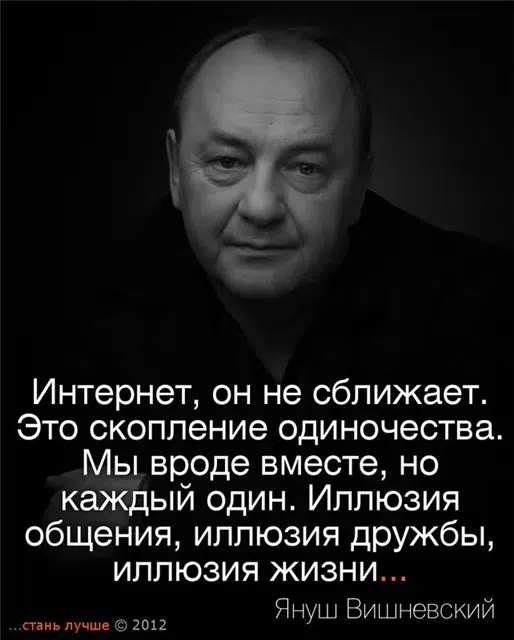 Интернет, он не сближает.
Это скопление одиночества.
Мы вроде вместе, но
каждый один. Иллюзия
общения, иллюзия дружбы,
иллюзия жизни...
Януш Вишневский
...стань лучше © 2012